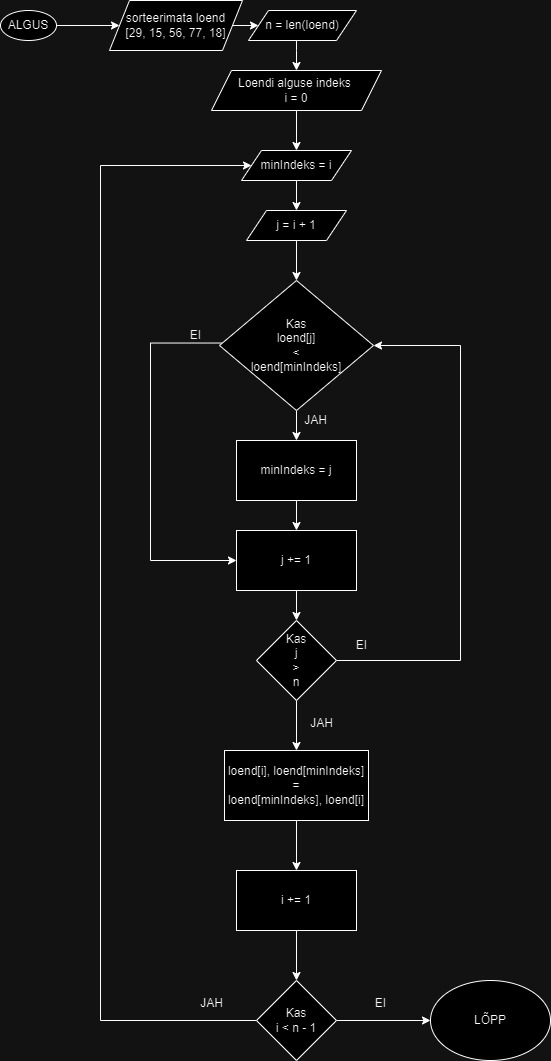 ALGUS
sorteerimata loend
[29, 15, 56, 77, 18]
n = len(loend)
Loendi alguse indeks
i = 0
minIndeks = i
j = i + 1
Kas
loend[j]
<
loend[minIndeks]
EI
JAH
minIndeks = j
j += 1
Kas
j
>
n
EI
JAH
loend[i], loend[minIndeks]
=
loend[minIndeks], loend[i]
i += 1
Kas
i < n - 1
JAH
EI
LÕPP